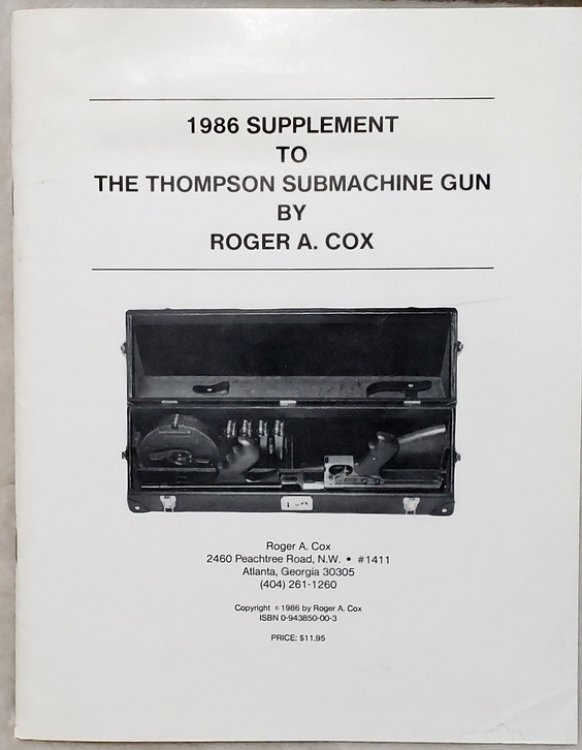 1986 SUPPLEMENT
TO
THE THOMPSON SUBMACHINE GUN
BY
ROGER A. COX
Roger A. Cox
2460 Peachtree Road, N.W. • #1411
Atlanta, Georgia 30305
(404) 261-1260
Copyright © 1986 by Roger A. Cox
ISBN 0-943850-00-3
PRICE: $11.95